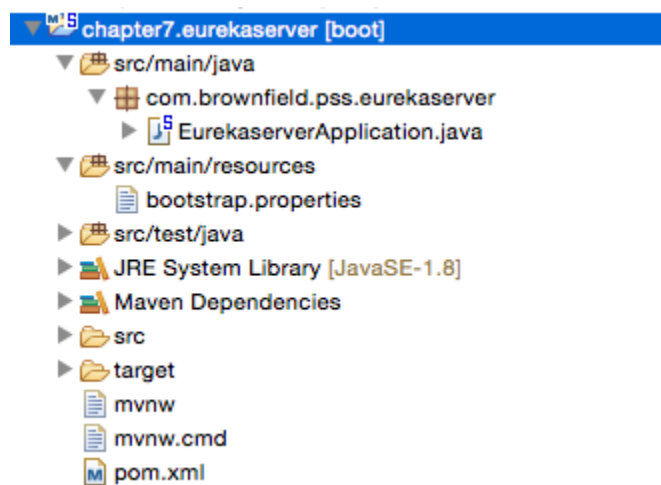 chapter7.eurekaserver [boot]
src/main/java
com.brownfield.pss.eurekaserver
EurekaserverApplication.java
src/main/resources
bootstrap.properties
src/test/java
JRE System Library [JavaSE-1.8]
Maven Dependencies
src
target
mvnw
mvnw.cmd
pom.xml